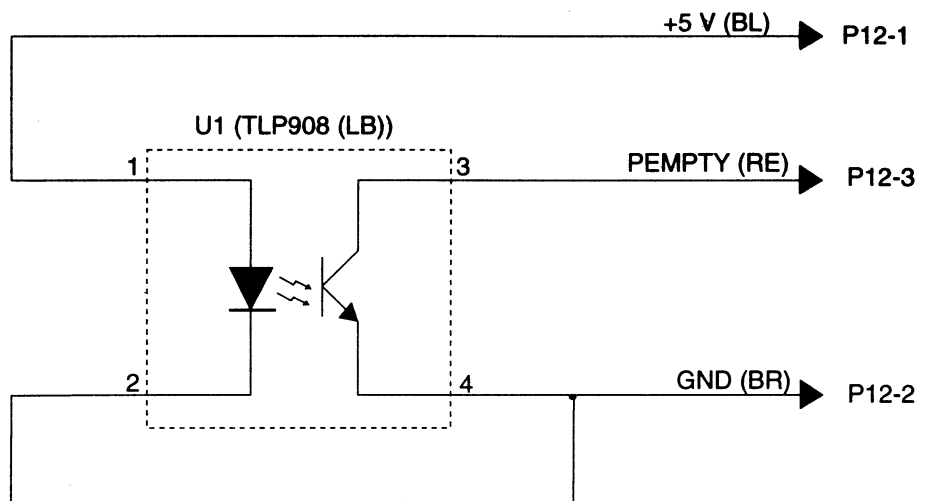 +5 V (BL)
P12-1
U1 (TLP908 (LB))
1
3
PEMPTY (RE)
P12-3
2
4
GND (BR)
P12-2